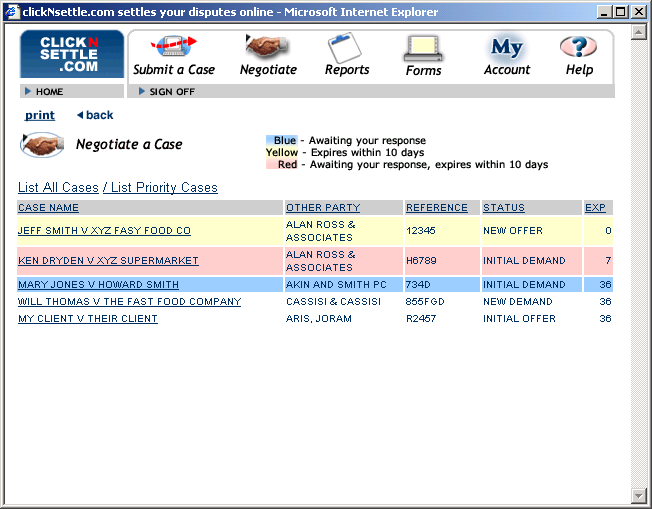 clickNsettle.com settles your disputes online - Microsoft Internet Explorer
CLICKN
SETTLE
.COM
Submit a Case Negotiate Reports Forms My Account Help
HOME SIGN OFF
print back
Negotiate a Case
Blue - Awaiting your response
Yellow - Expires within 10 days
Red - Awaiting your response, expires within 10 days
List All Cases / List Priority Cases
CASE NAME OTHER PARTY REFERENCE STATUS EXP
JEFF SMITH V XYZ FASY FOOD CO ALAN ROSS & ASSOCIATES 12345 NEW OFFER 0
KEN DRYDEN V XYZ SUPERMARKET ALAN ROSS & ASSOCIATES H6789 INITIAL DEMAND 7
MARY JONES V HOWARD SMITH AKIN AND SMITH PC 734D INITIAL DEMAND 36
WILL THOMAS V THE FAST FOOD COMPANY CASSISI & CASSISI 855FGD NEW DEMAND 36
MY CLIENT V THEIR CLIENT ARIS, JORAM R2457 INITIAL OFFER 36